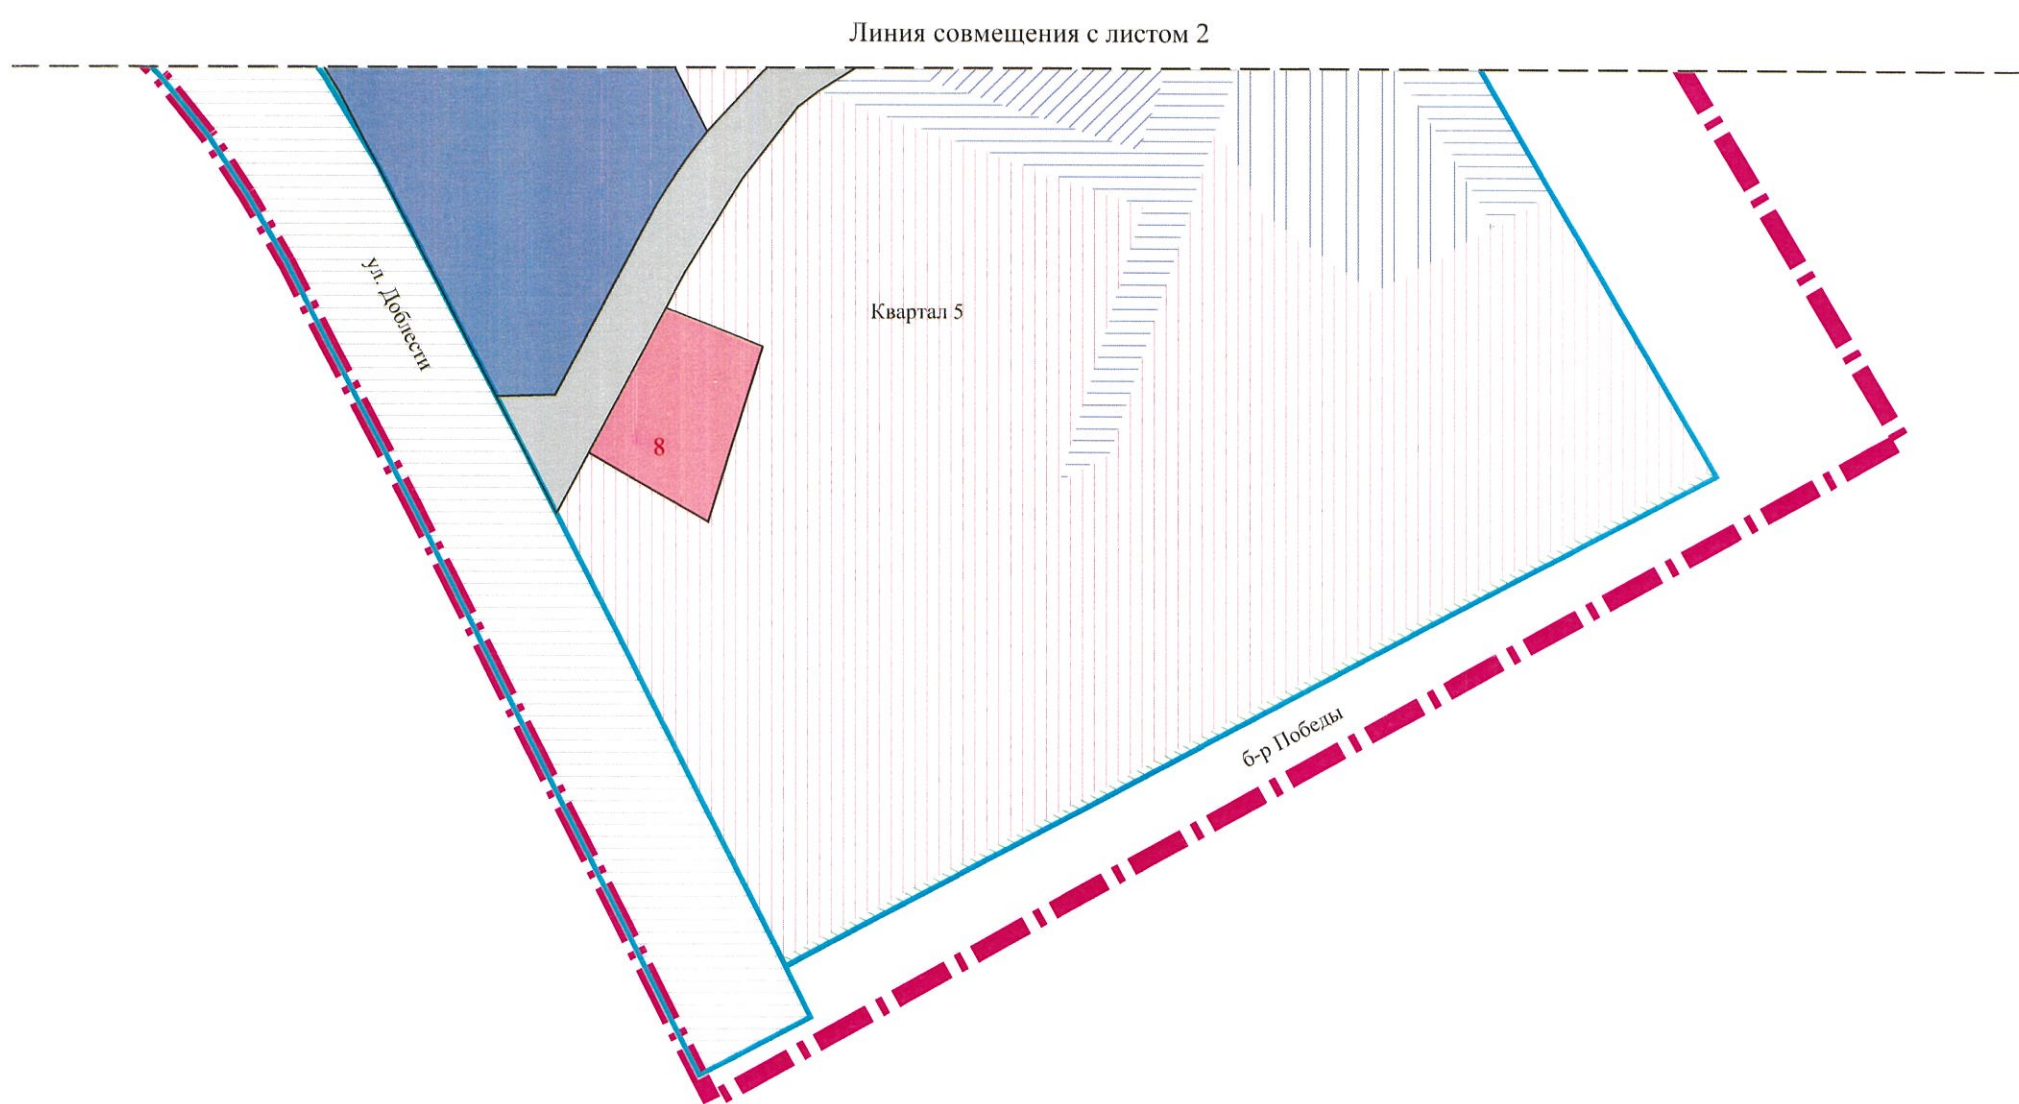 Линия совмещения с листом 2
ул. Доблести
Квартал 5
8
б-р Победы